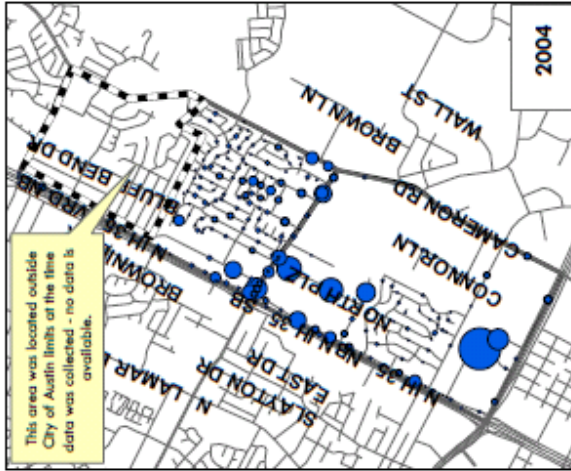 This area was located outside
City of Austin limits at the time
data was collected - no data is
available.
BLUFF BEND DR
N IH 35
N LAMAR
SLAYTON DR
EAST DR
SB
N IH 35
NORTH PLZ
N IH 35 NB
CONNOR LN
CAMERON RD
BROWN LN
WALL ST
2004